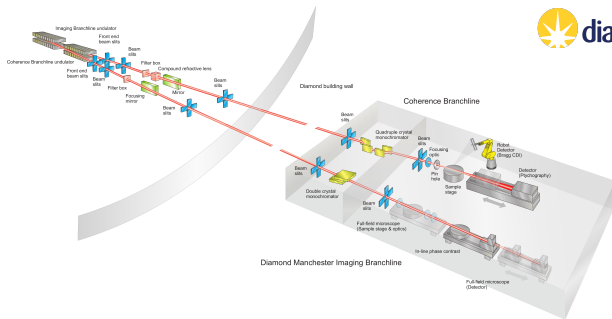 Imaging Branchline undulator
Front end
beam slits
Beam
slits
Coherence Branchline undulator
Filter box
Compound refractive lens.
Front end
beam slits
Beam
slits
Mirror
Beam
slits
Filter box
Focusing
mirror
Beam
slits
Diamond building wall
dia
Coherence Branchline
Beam
slits
Quadruple crystal
monochromator
Beam
slits
Focusing
optic
Robot
Detector
(Bragg CDI)
Pin
hole
Detector
(Ptychography)
Sample
stage
Beam
slits
Double crystal
monochromator
Beam
slits
Full-field microscope
(Sample stage & optics)
In-line phase contrast
Diamond Manchester Imaging Branchline
Full-field microscope
(Detector)